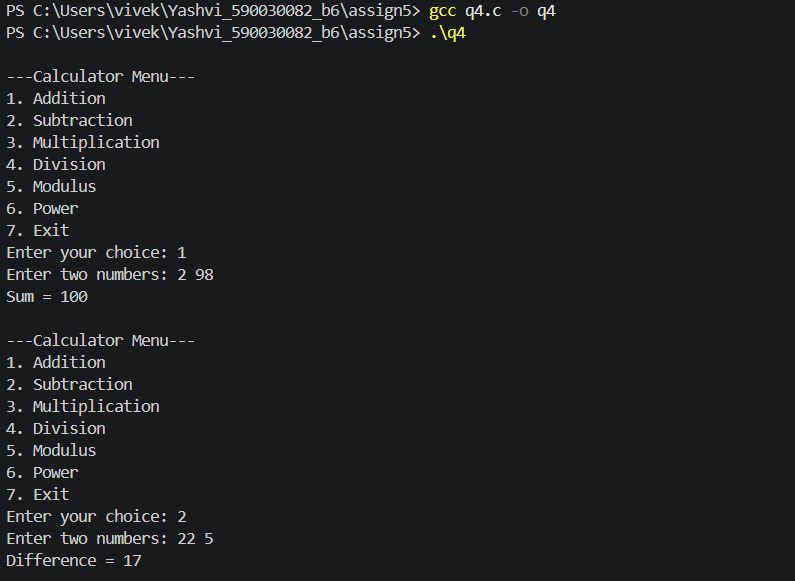 PS C:\Users\vivek\Yashvi_590030082_b6\assign5> gcc q4.c -o q4
PS C:\Users\vivek\Yashvi_590030082_b6\assign5> .\q4
---Calculator Menu---
1. Addition
2. Subtraction
3. Multiplication
4. Division
5. Modulus
6. Power
7. Exit
Enter your choice: 1
Enter two numbers: 2 98
Sum = 100
---Calculator Menu---
1. Addition
2. Subtraction
3. Multiplication
4. Division
5. Modulus
6. Power
7. Exit
Enter your choice: 2
Enter two numbers: 22 5
Difference = 17